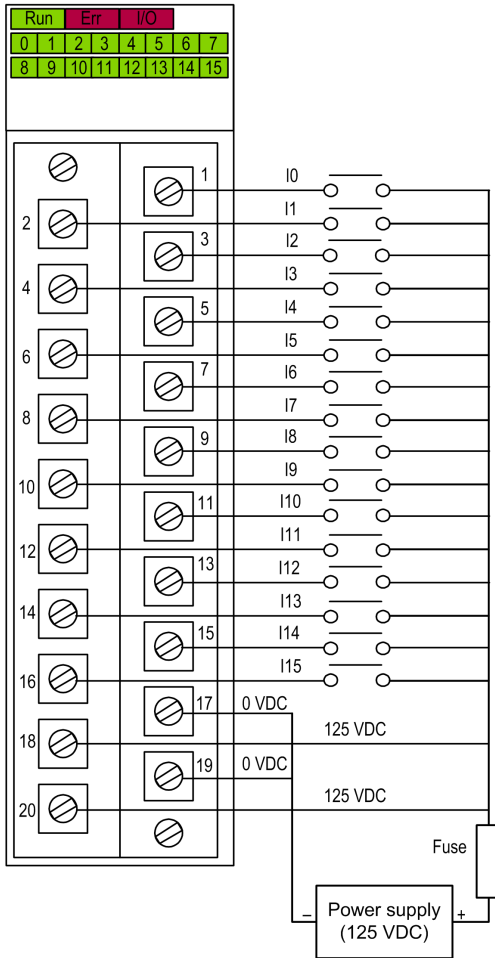 Run Err I/O
0 1 2 3 4 5 6 7
8 9 10 11 12 13 14 15
1 I0
2 I1
3 I2
4 I3
5 I4
6 I5
7 I6
8 I7
9 I8
10 I9
11 I10
12 I11
13 I12
14 I13
15 I14
16 I15
17 0 VDC
18 125 VDC
19 0 VDC
20 125 VDC
Fuse
– Power supply +
(125 VDC)